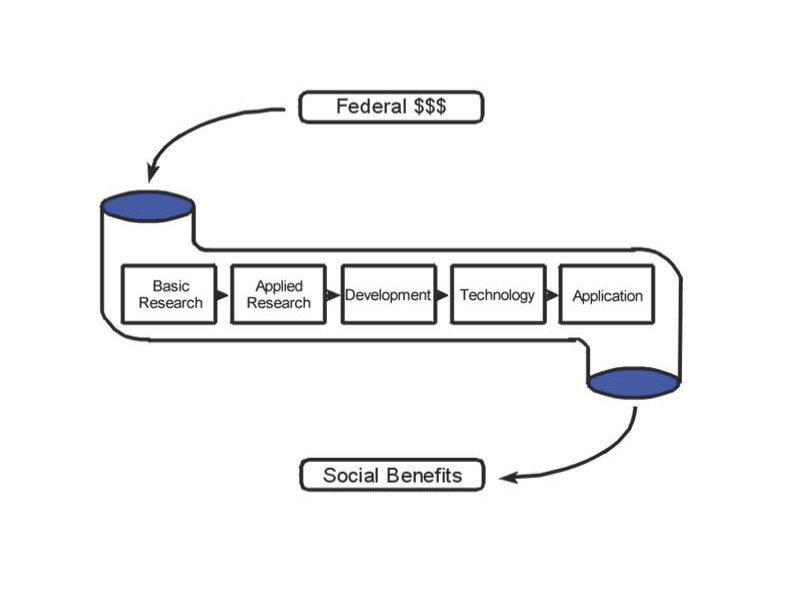 Federal $$$
Basic
Research
Applied
Research
Development
Technology
Application
Social Benefits